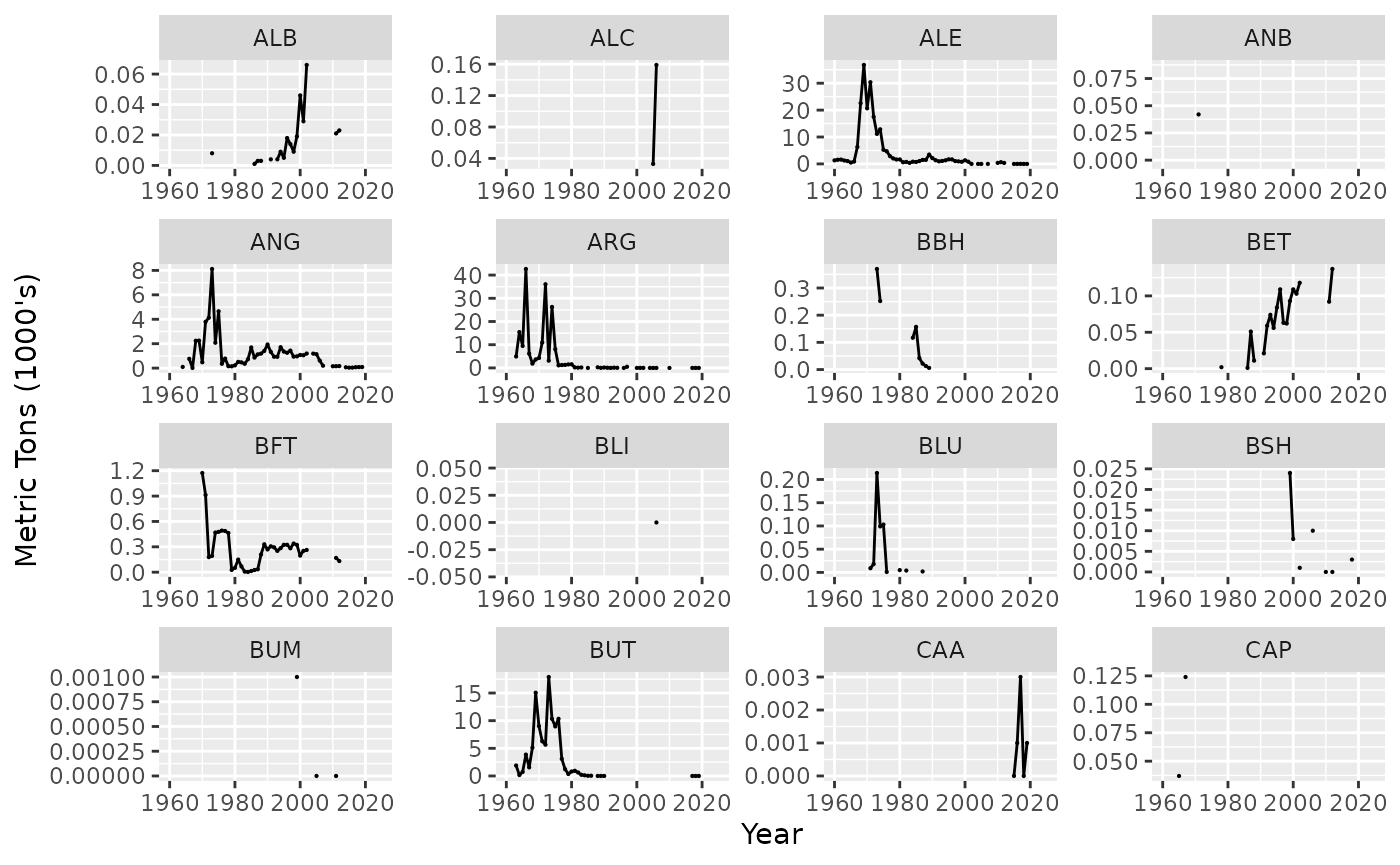 ALB ALC ALE ANB
0.06 0.16 30 0.075
0.04 0.12 20 0.050
0.02 0.08 10 0.025
0.00 0.04 0 0.000
1960 1980 2000 2020 1960 1980 2000 2020 1960 1980 2000 2020 1960 1980 2000 2020
ANG ARG BBH BET
8 40 0.3 0.10
6 30 0.2 0.05
4 20 0.1 0.00
2 10 0.0
0 0
1960 1980 2000 2020 1960 1980 2000 2020 1960 1980 2000 2020 1960 1980 2000 2020
Metric Tons (1000's)
BFT BLI BLU BSH
1.2 0.050 0.20 0.025
0.9 0.025 0.15 0.020
0.6 0.000 0.10 0.015
0.3 -0.025 0.05 0.010
0.0 -0.050 0.00 0.005
0.000
1960 1980 2000 2020 1960 1980 2000 2020 1960 1980 2000 2020 1960 1980 2000 2020
BUM BUT CAA CAP
0.00100 15 0.003 0.125
0.00075 10 0.002 0.100
0.00050 5 0.001 0.075
0.00025 0 0.000 0.050
0.00000
1960 1980 2000 2020 1960 1980 2000 2020 1960 1980 2000 2020 1960 1980 2000 2020
Year